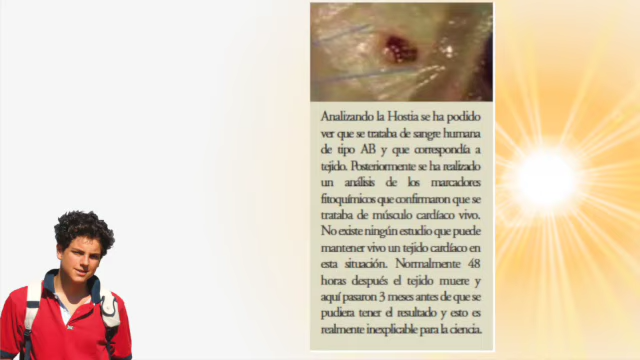 Analizando la Hostia se ha podido
ver que se trataba de sangre humana
de tipo AB y que correspondía a
tejido. Posteriormente se ha realizado
un análisis de los marcadores
fitoquímicos que confirmaron que se
trataba de músculo cardíaco vivo.
No existe ningún estudio que puede
mantener vivo un tejido cardíaco en
esta situación. Normalmente 48
horas después el tejido muere y
aquí pasaron 3 meses antes de que se
pudiera tener el resultado y esto es
realmente inexplicable para la ciencia.